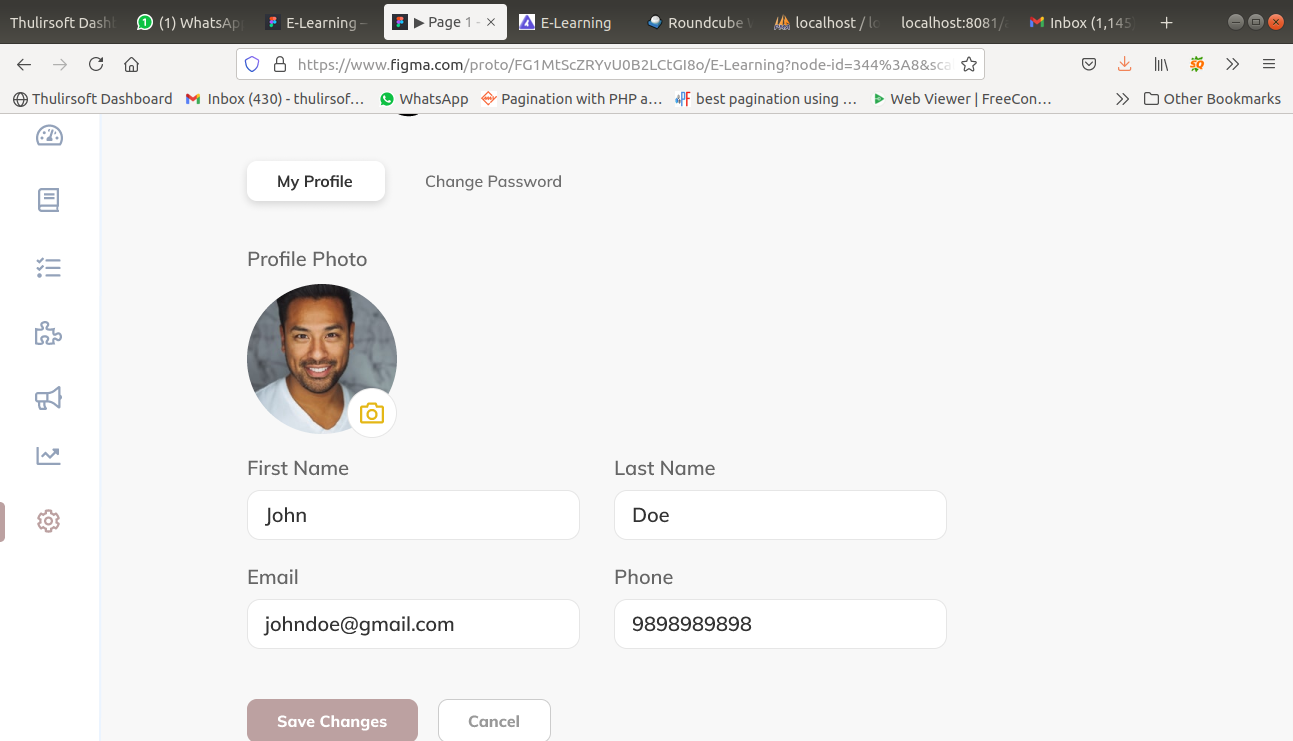 Thulirsoft Dashb (1) WhatsAp E-Learning – ▶ Page 1 - E-Learning Roundcube localhost / lo localhost:8081/ Inbox (1,145
https://www.figma.com/proto/FG1MtScZRYvU0B2LCtGI8o/E-Learning?node-id=344%3A8&sca
Thulirsoft Dashboard Inbox (430) - thulirsof… WhatsApp Pagination with PHP a… best pagination using … Web Viewer | FreeCon… Other Bookmarks
My Profile Change Password
Profile Photo
First Name Last Name
John Doe
Email Phone
johndoe@gmail.com 9898989898
Save Changes Cancel